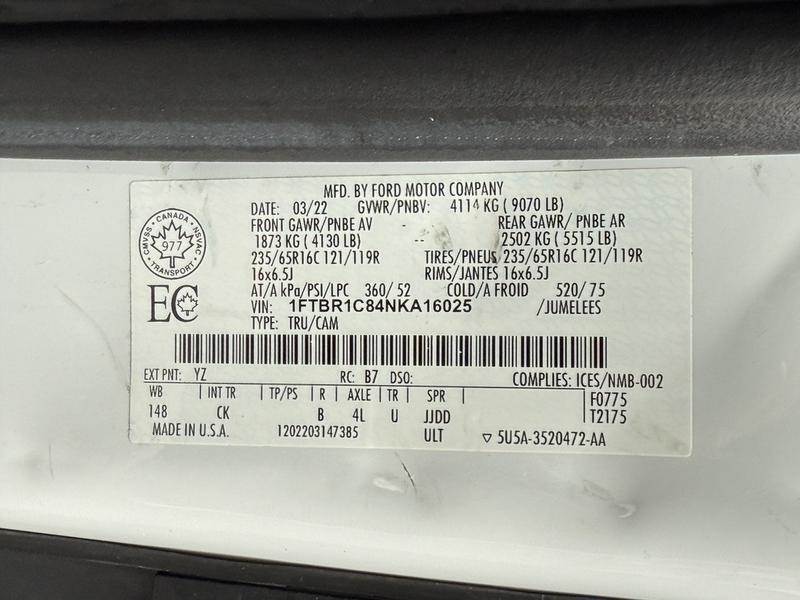 MFD. BY FORD MOTOR COMPANY
DATE: 03/22 GVWR/PNBV: 4114 KG ( 9070 LB)
FRONT GAWR/PNBE AV REAR GAWR/ PNBE AR
1873 KG ( 4130 LB) -- 2502 KG ( 5515 LB)
235/65R16C 121/119R TIRES/PNEUS 235/65R16C 121/119R
16x6.5J RIMS/JANTES 16x6.5J
AT/A kPa/PSI/LPC 360/ 52 COLD/A FROID 520/ 75
VIN: 1FTBR1C84NKA16025 /JUMELEES
TYPE: TRU/CAM
CANADA
CMVSS 977 NSVAC
TRANSPORT
EC
EXT PNT: YZ RC: B7 DSO: COMPLIES: ICES/NMB-002
WB INT TR TP/PS R AXLE TR SPR F0775
148 CK B 4L U JJDD T2175
MADE IN U.S.A. 1202203147385 ULT ▽ 5U5A-3520472-AA